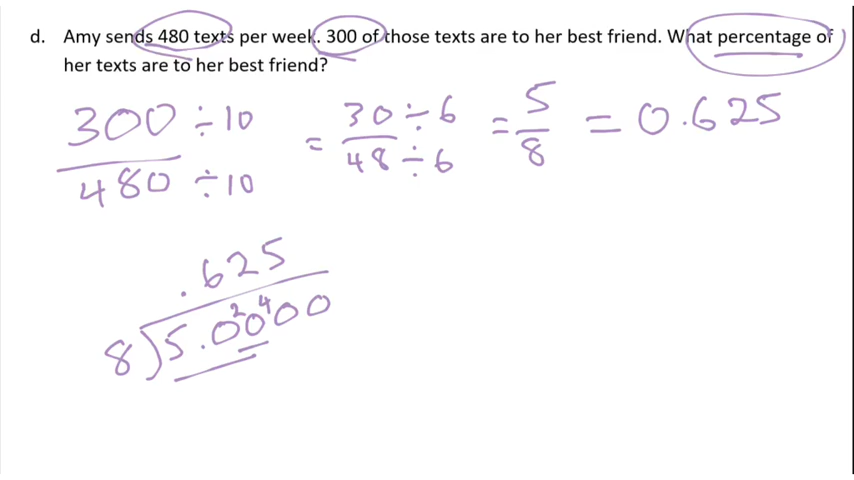 d. Amy sends 480 texts per week. 300 of those texts are to her best friend. What percentage of
her texts are to her best friend?
300 ÷ 10 = 30 ÷ 6 = 5 = 0.625
480 ÷ 10 48 ÷ 6 8
.625
8)5.0²0⁴00